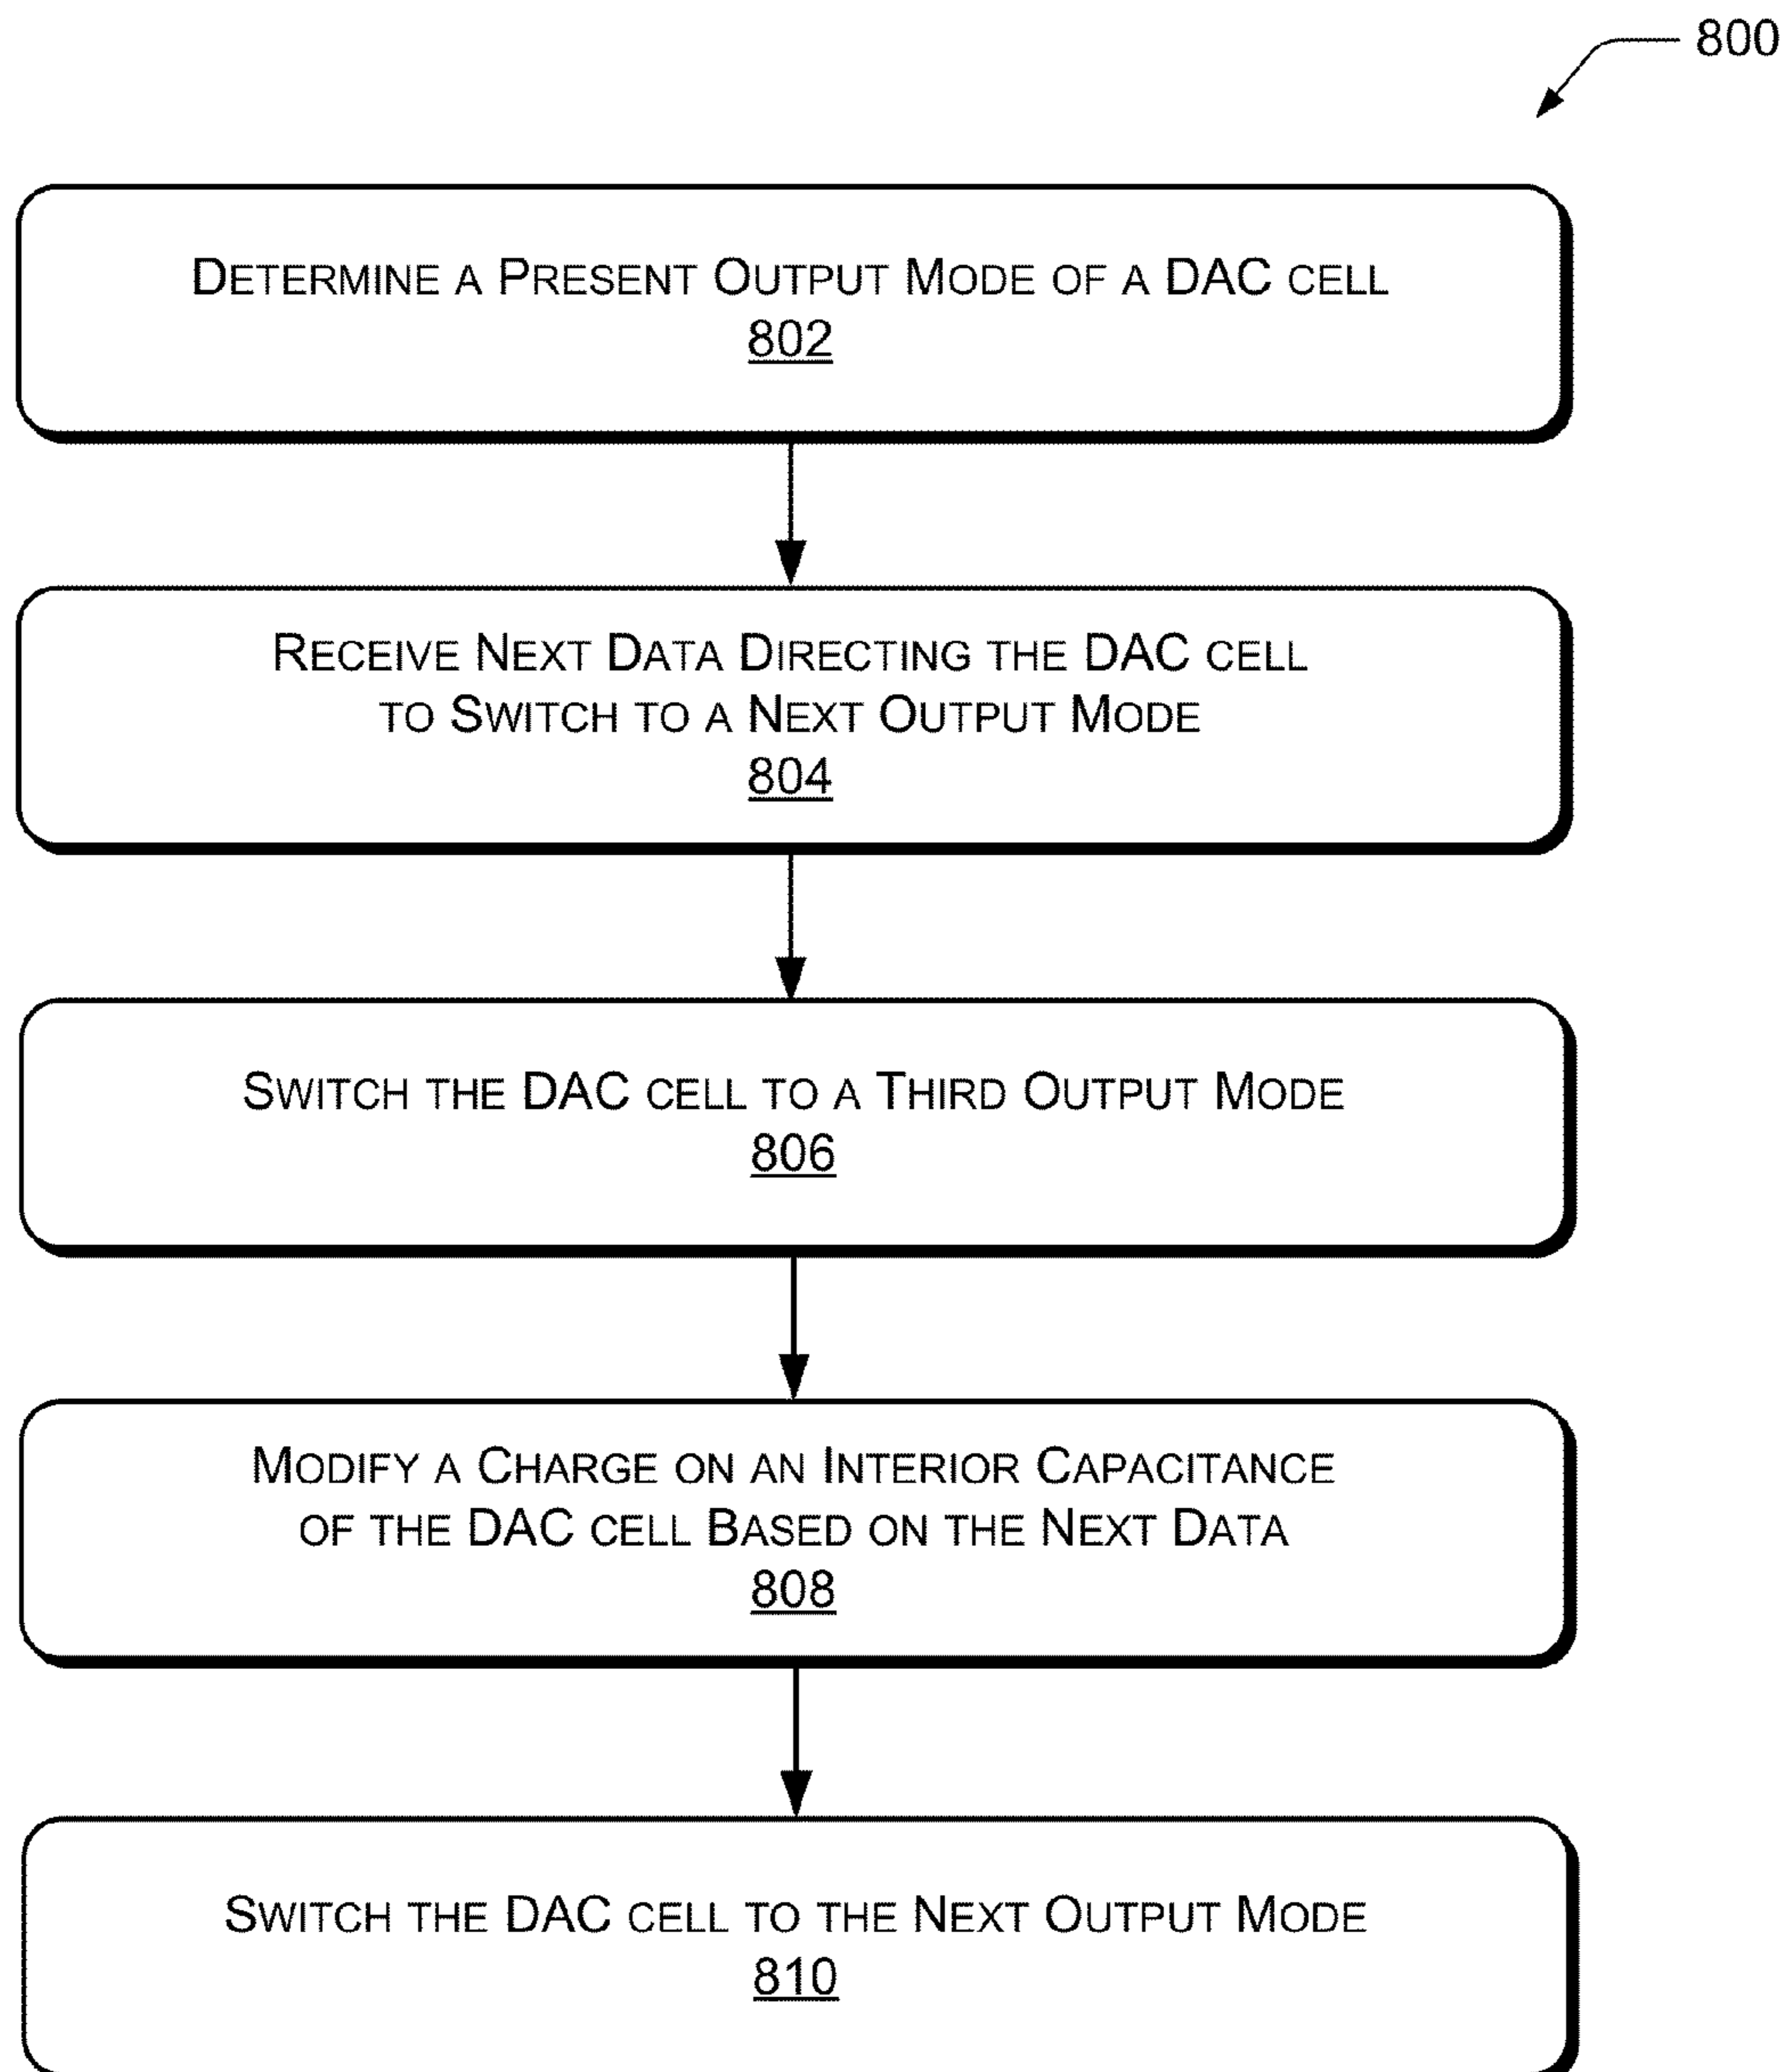 800
DETERMINE A PRESENT OUTPUT MODE OF A DAC CELL
802
RECEIVE NEXT DATA DIRECTING THE DAC CELL
TO SWITCH TO A NEXT OUTPUT MODE
804
SWITCH THE DAC CELL TO A THIRD OUTPUT MODE
806
MODIFY A CHARGE ON AN INTERIOR CAPACITANCE
OF THE DAC CELL BASED ON THE NEXT DATA
808
SWITCH THE DAC CELL TO THE NEXT OUTPUT MODE
810